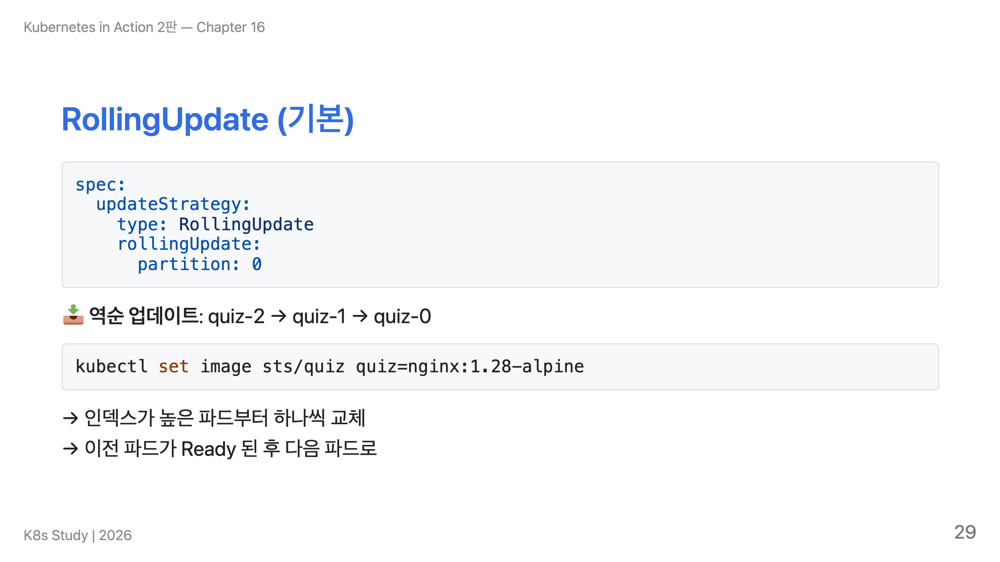 Kubernetes in Action 2판 — Chapter 16
RollingUpdate (기본)
spec:
  updateStrategy:
    type: RollingUpdate
    rollingUpdate:
      partition: 0
📥 역순 업데이트: quiz-2 → quiz-1 → quiz-0
kubectl set image sts/quiz quiz=nginx:1.28-alpine
→ 인덱스가 높은 파드부터 하나씩 교체
→ 이전 파드가 Ready 된 후 다음 파드로
K8s Study | 2026
29